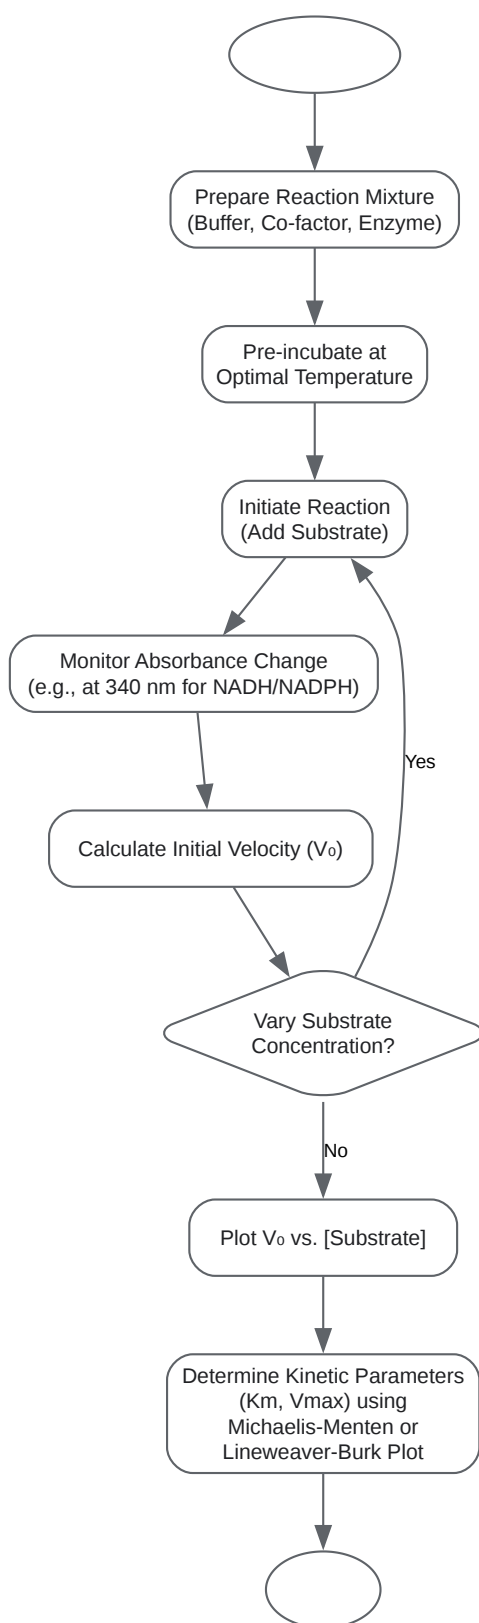 Prepare Reaction Mixture
(Buffer, Co-factor, Enzyme)
Pre-incubate at
Optimal Temperature
Initiate Reaction
(Add Substrate)
Monitor Absorbance Change
(e.g., at 340 nm for NADH/NADPH)
Yes
Calculate Initial Velocity (V₀)
Vary Substrate
Concentration?
No
Plot V₀ vs. [Substrate]
Determine Kinetic Parameters
(Km, Vmax) using
Michaelis-Menten or
Lineweaver-Burk Plot